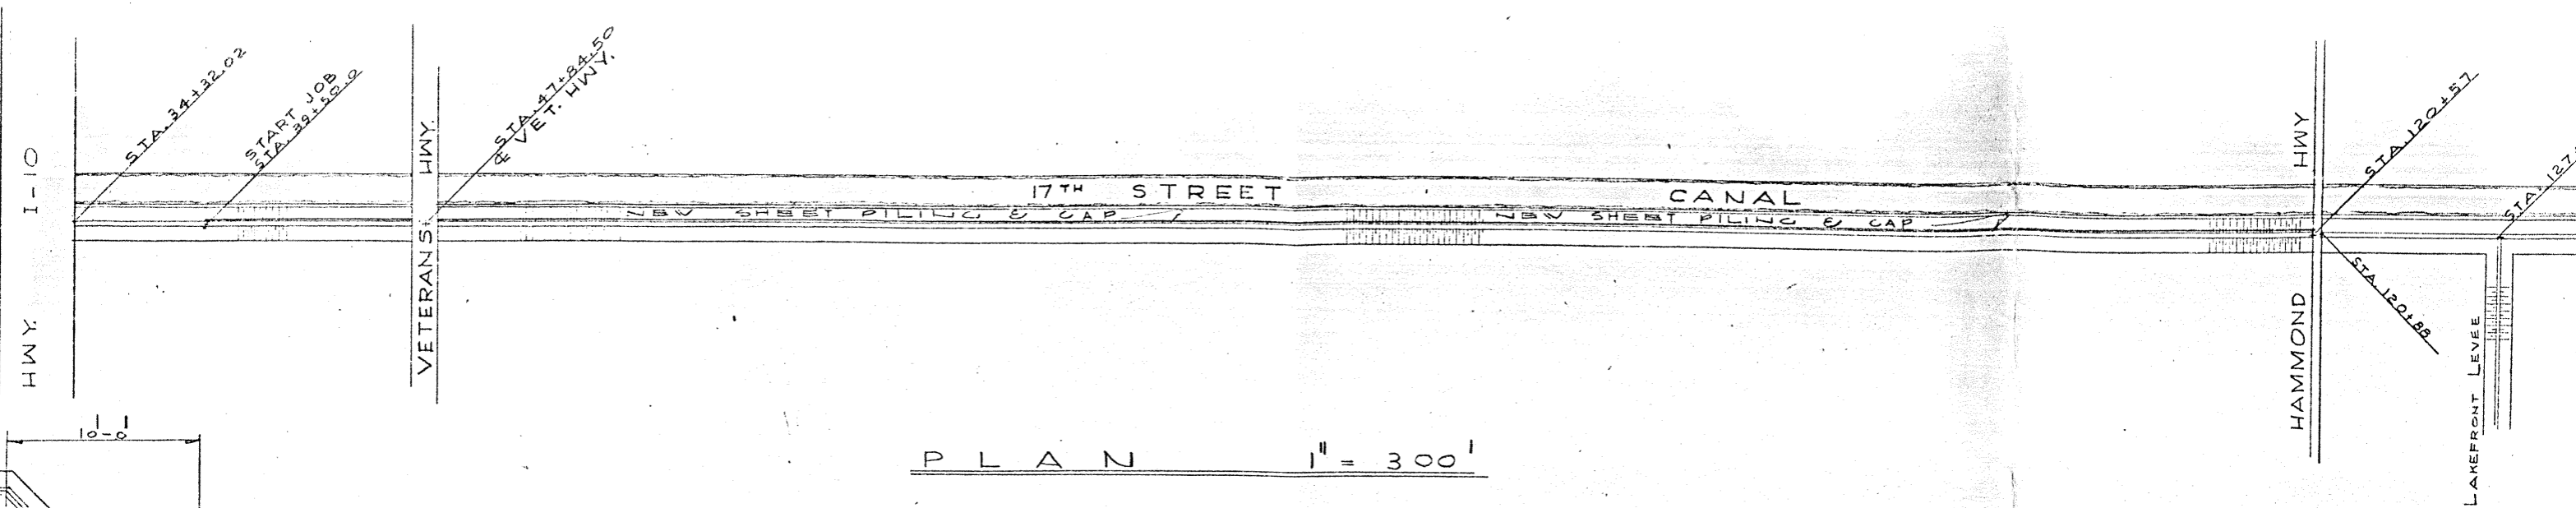 I-10 HWY.
STA. 34+32.02
START JOB
STA. 39+50.0
VETERANS HWY.
STA. 47+84.50
℄ VET. HWY.
17TH STREET CANAL
NEW SHEET PILING & CAP
NEW SHEET PILING & CAP
HAMMOND HWY
STA. 120+57
STA. 120+88
STA. 127
LAKEFRONT LEVEE
10'-0"
PLAN 1" = 300'